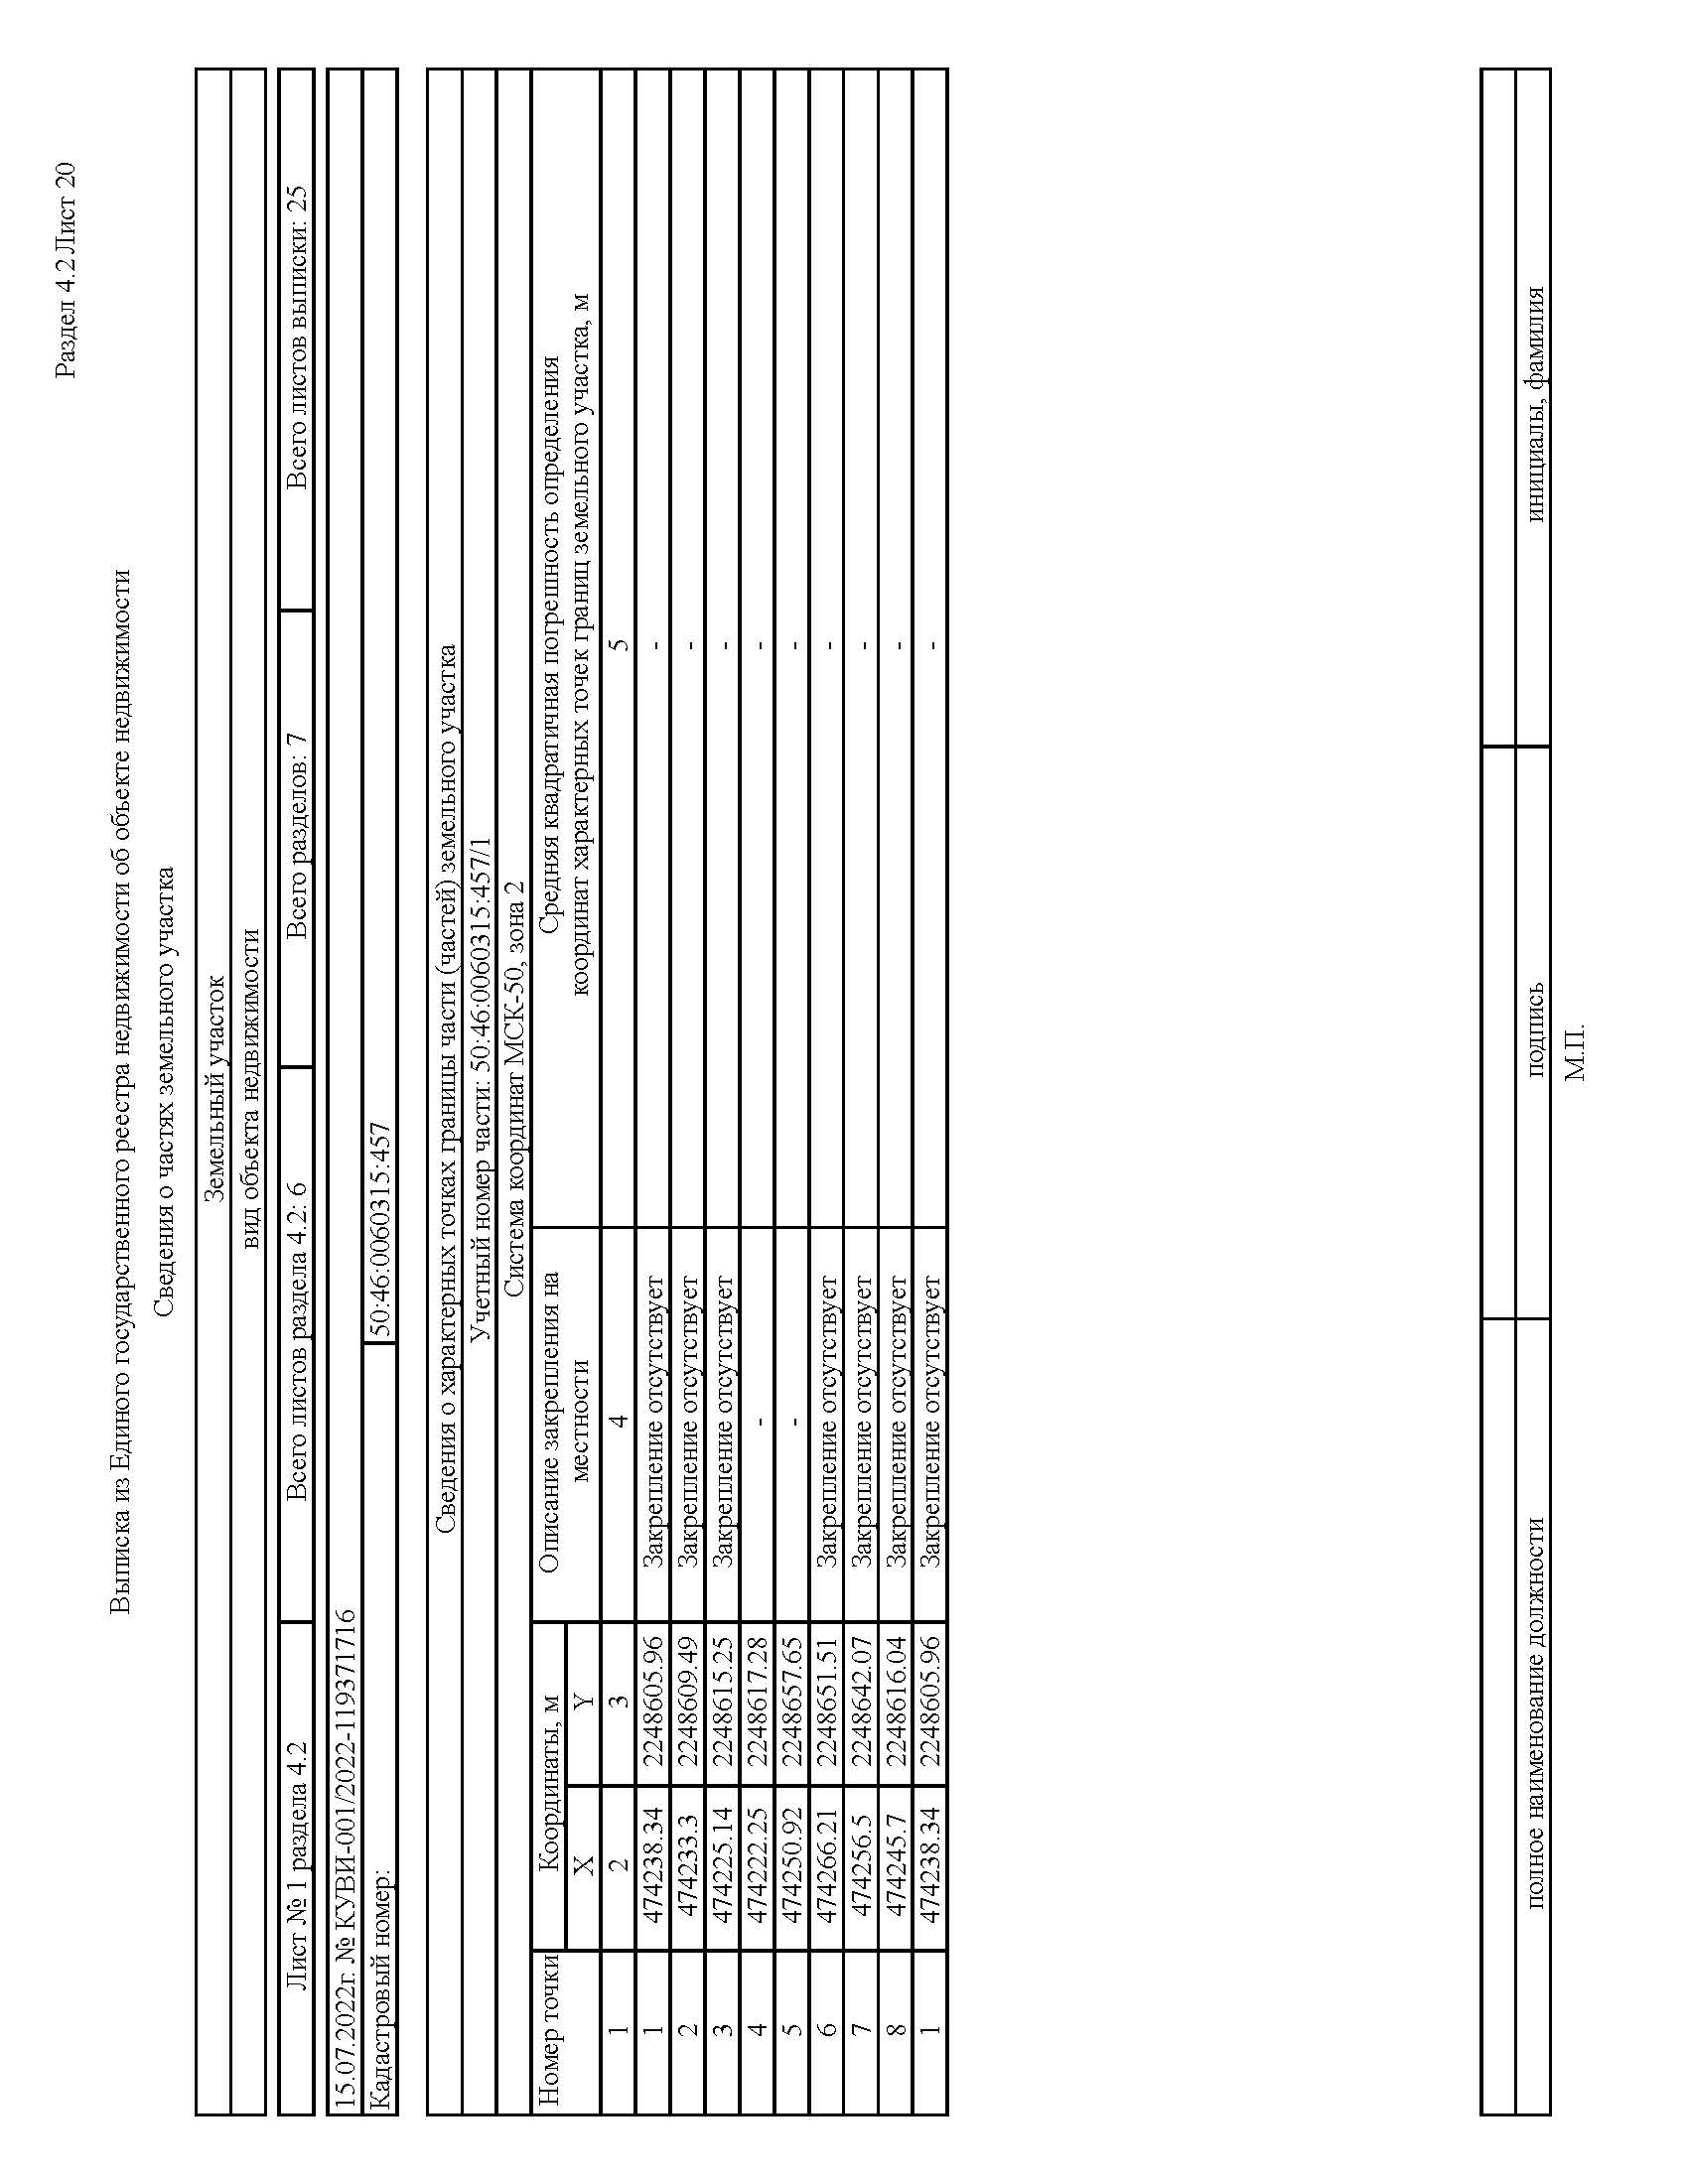 Раздел 4.2 Лист 20
Выписка из Единого государственного реестра недвижимости об объекте недвижимости
Сведения о частях земельного участка
Земельный участок
вид объекта недвижимости
Лист № 1 раздела 4.2 Всего листов раздела 4.2: 6 Всего разделов: 7 Всего листов выписки: 25
15.07.2022г. № КУВИ-001/2022-119371716
Кадастровый номер: 50:46:0060315:457
Сведения о характерных точках границы части (частей) земельного участка
Учетный номер части: 50:46:0060315:457/1
Система координат МСК-50, зона 2
Номер точки Координаты, м Описание закрепления на Средняя квадратичная погрешность определения
X Y местности координат характерных точек границ земельного участка, м
1 2 3 4 5
1 474238.34 2248605.96 Закрепление отсутствует -
2 474233.3 2248609.49 Закрепление отсутствует -
3 474225.14 2248615.25 Закрепление отсутствует -
4 474222.25 2248617.28 - -
5 474250.92 2248657.65 - -
6 474266.21 2248651.51 Закрепление отсутствует -
7 474256.5 2248642.07 Закрепление отсутствует -
8 474245.7 2248616.04 Закрепление отсутствует -
1 474238.34 2248605.96 Закрепление отсутствует -
полное наименование должности подпись инициалы, фамилия
М.П.